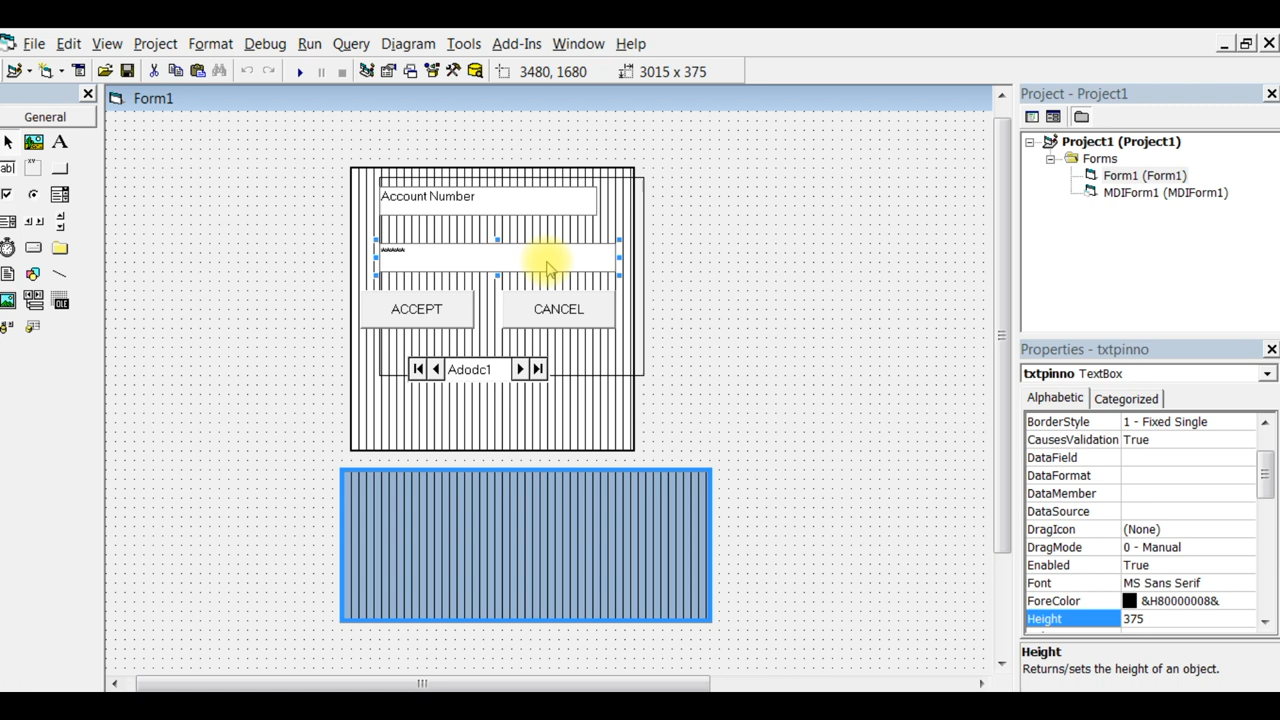 File Edit View Project Format Debug Run Query Diagram Tools Add-Ins Window Help
3480, 1680 3015 x 375
General
A
ab|
xy
OLE
Form1
Account Number
*****
ACCEPT CANCEL
Adodc1
Project - Project1
Project1 (Project1)
Forms
Form1 (Form1)
MDIForm1 (MDIForm1)
Properties - txtpinno
txtpinno TextBox
Alphabetic Categorized
BorderStyle 1 - Fixed Single
CausesValidation True
DataField
DataFormat
DataMember
DataSource
DragIcon (None)
DragMode 0 - Manual
Enabled True
Font MS Sans Serif
ForeColor &H80000008&
Height 375
Height
Returns/sets the height of an object.